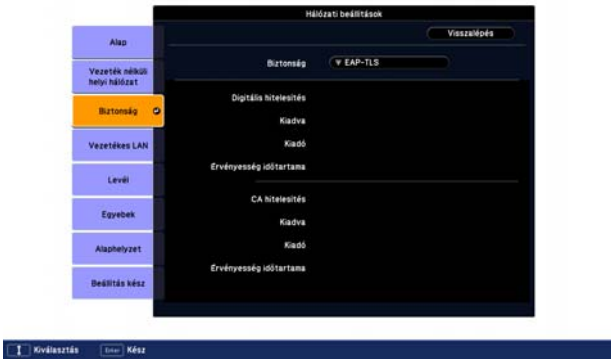 Hálózati beállítások
Visszalépés
Alap
Vezeték nélküli
helyi hálózat
Biztonság
Vezetékes LAN
Levél
Egyebek
Alaphelyzet
Beállítás kész
Biztonság
EAP-TLS
Digitális hitelesítés
Kiadva
Kiadó
Érvényesség időtartama
CA hitelesítés
Kiadva
Kiadó
Érvényesség időtartama
Kiválasztás
Enter Kész